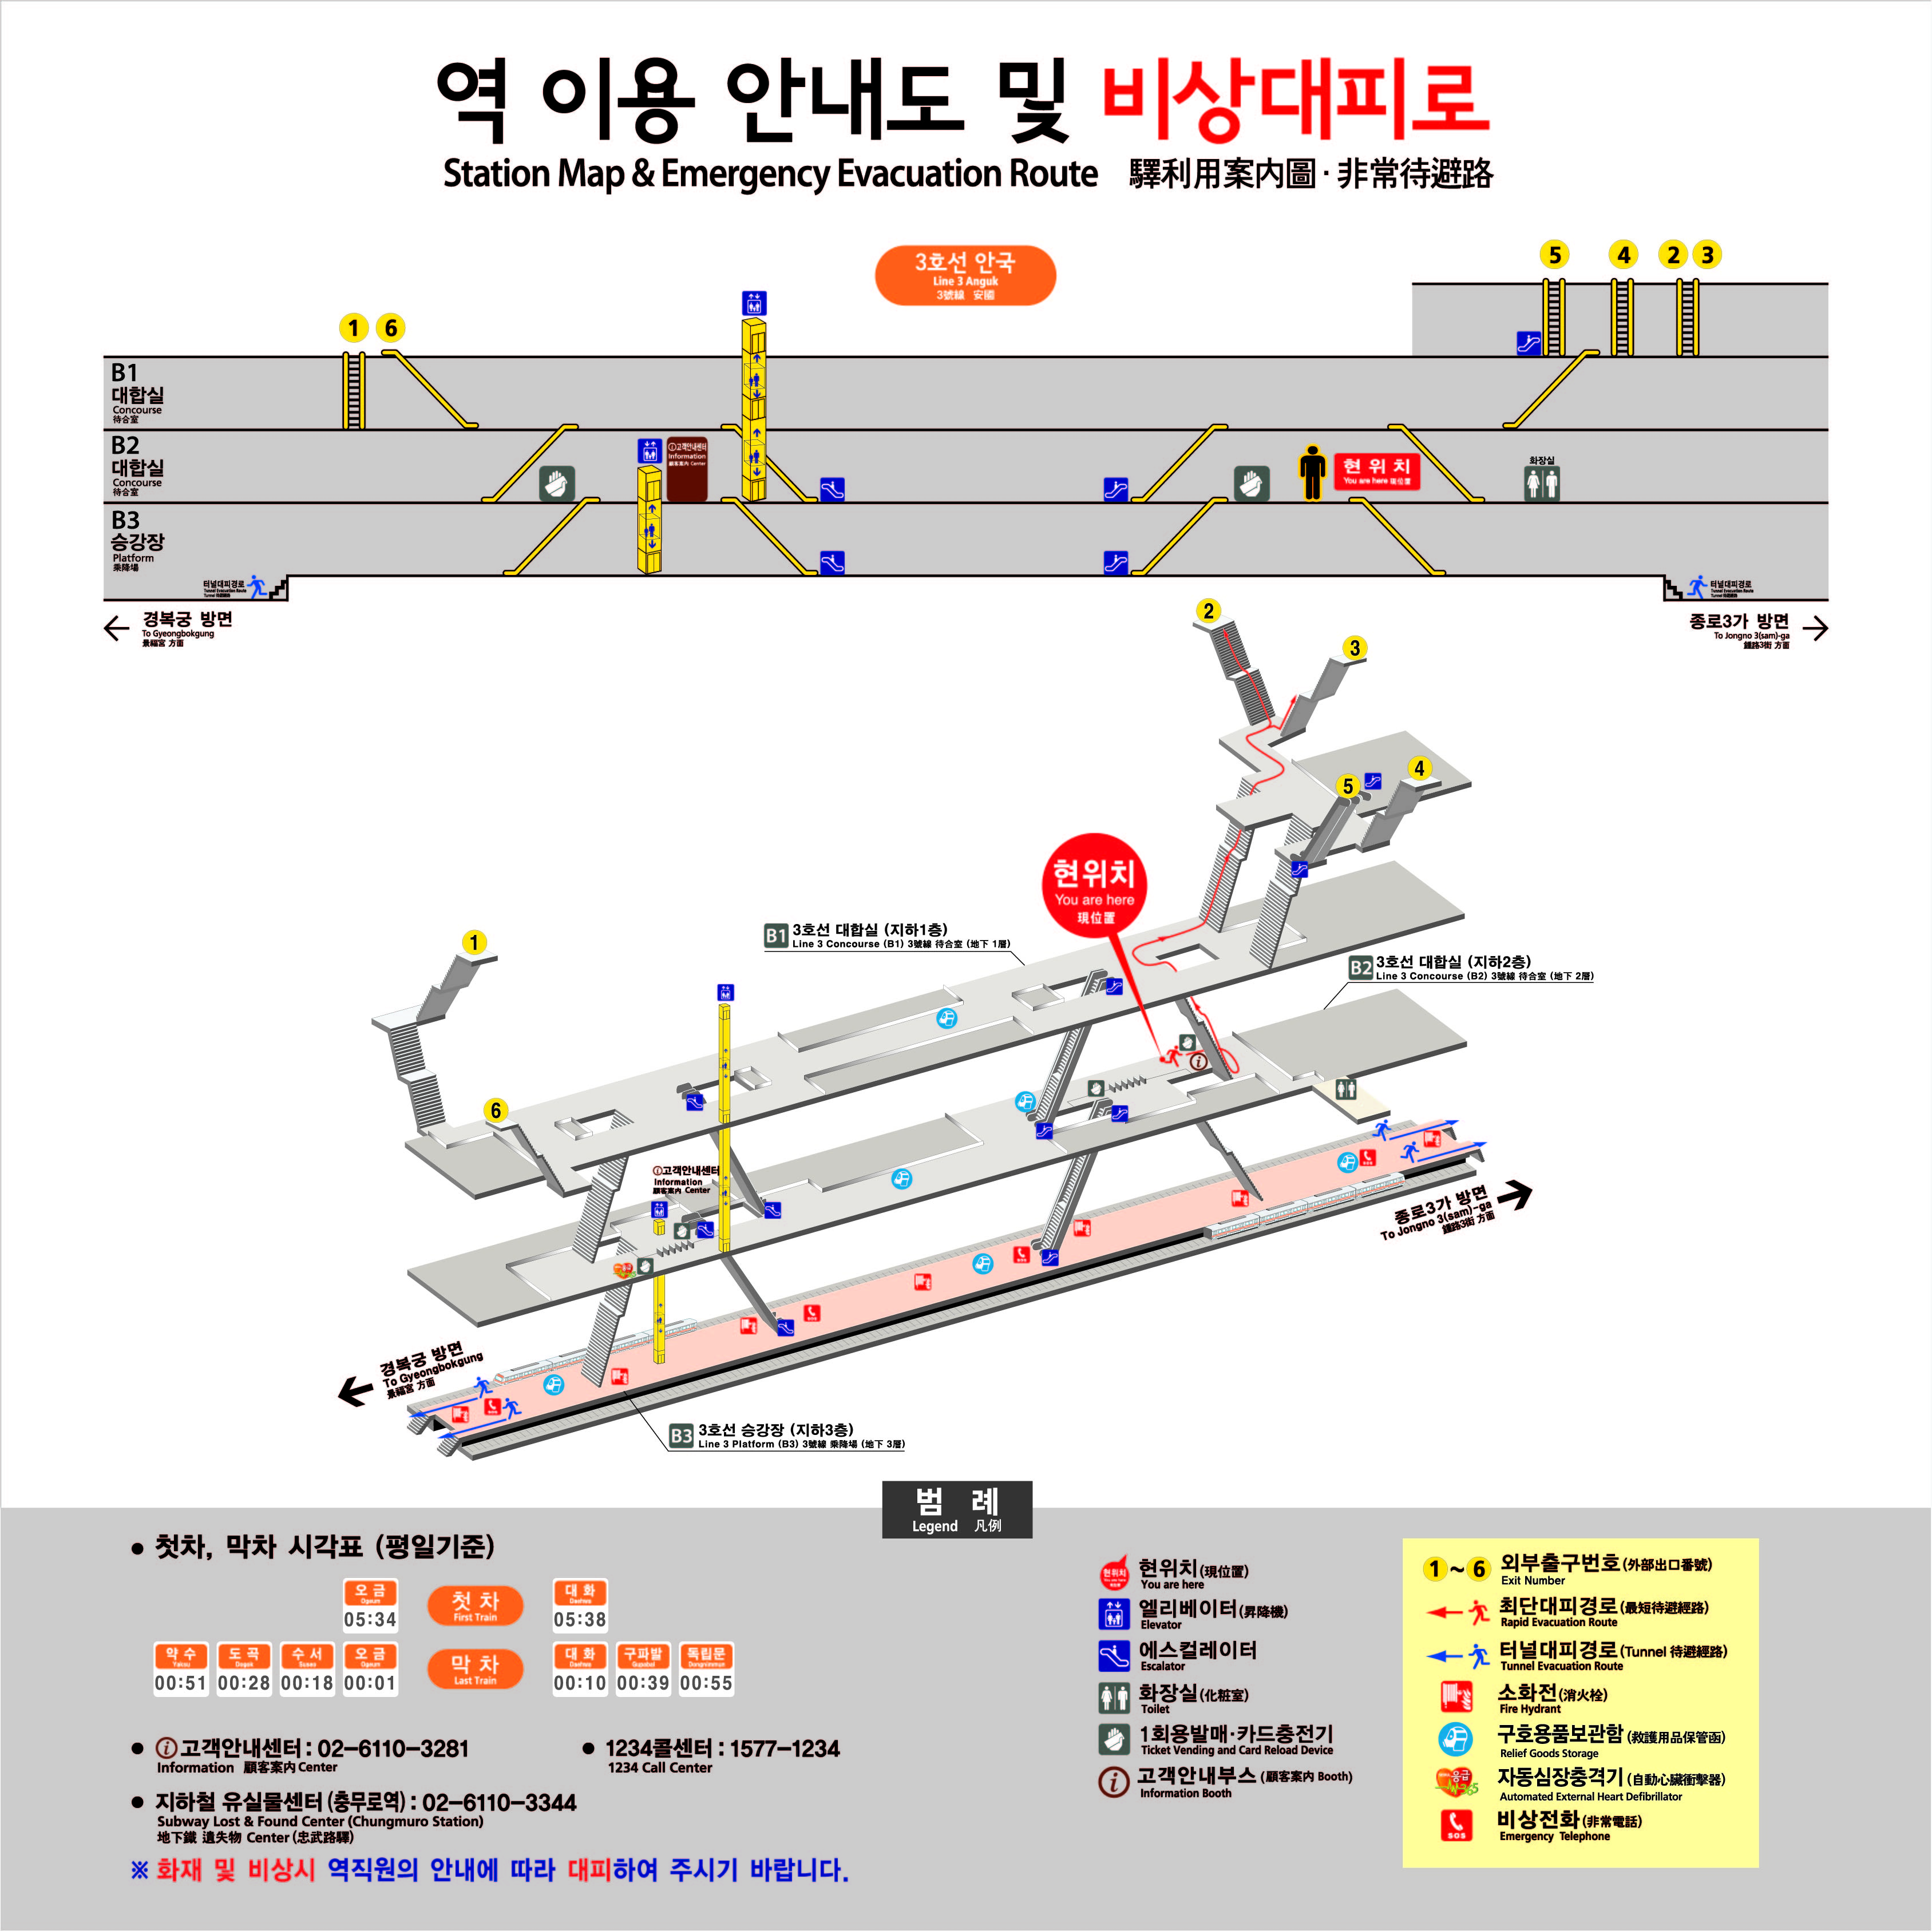 역 이용 안내도 및 비상대피로
Station Map & Emergency Evacuation Route 驛利用案内圖·非常待避路
3호선 안국
Line 3 Anguk
3號線 安國
5
4
2 3
1 6
B1
대합실
Concourse
待合室
B2
대합실
Concourse
待合室
고객안내센터
Information
顧客案内 Center
현 위 치
You are here 現位置
화장실
B3
승강장
Platform
乘降場
터널대피경로
Tunnel Evacuation Route
터널대피경로
Tunnel Evacuation Route
경복궁 방면
To Gyeongbokgung
景福宮 方面
종로3가 방면
To Jongno 3(sam)-ga
鍾路3街 方面
2
3
4
5
현위치
You are here
現位置
1
B1 3호선 대합실 (지하1층)
Line 3 Concourse (B1) 3號線 待合室 (地下 1層)
B2 3호선 대합실 (지하2층)
Line 3 Concourse (B2) 3號線 待合室 (地下 2層)
6
고객안내센터
Information
顧客案内 Center
종로3가 방면
To Jongno 3(sam)-ga
鍾路3街 方面
경복궁 방면
To Gyeongbokgung
景福宮 方面
B3 3호선 승강장 (지하3층)
Line 3 Platform (B3) 3號線 乘降場 (地下 3層)
범 례
Legend 凡例
● 첫차, 막차 시각표 (평일기준)
오 금
Ogeum
05:34
첫 차
First Train
대 화
Daehwa
05:38
약 수
Yaksu
00:51
도 곡
Dogok
00:28
수 서
Suseo
00:18
오 금
Ogeum
00:01
막 차
Last Train
대 화
Daehwa
00:10
구파발
Gupabal
00:39
독립문
Dongnimmun
00:55
● 고객안내센터 : 02-6110-3281
Information 顧客案内 Center
● 1234콜센터 : 1577-1234
1234 Call Center
● 지하철 유실물센터 (충무로역) : 02-6110-3344
Subway Lost & Found Center (Chungmuro Station)
地下鐵 遺失物 Center (忠武路驛)
※ 화재 및 비상시 역직원의 안내에 따라 대피하여 주시기 바랍니다.
현위치 (現位置)
You are here
엘리베이터 (昇降機)
Elevator
에스컬레이터
Escalator
화장실 (化粧室)
Toilet
1회용발매·카드충전기
Ticket Vending and Card Reload Device
고객안내부스 (顧客案内 Booth)
Information Booth
1~6 외부출구번호 (外部出口番號)
Exit Number
최단대피경로 (最短待避經路)
Rapid Evacuation Route
터널대피경로 (Tunnel 待避經路)
Tunnel Evacuation Route
소화전 (消火栓)
Fire Hydrant
구호용품보관함 (救護用品保管函)
Relief Goods Storage
자동심장충격기 (自動心臟衝擊器)
Automated External Heart Defibrillator
비상전화 (非常電話)
Emergency Telephone
SOS